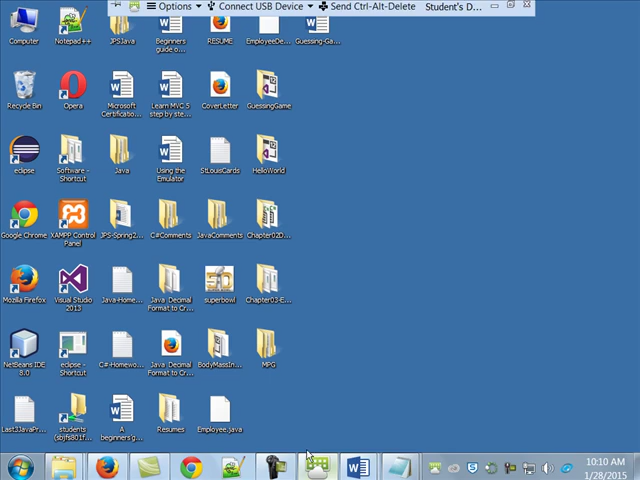 Options
Connect USB Device
Send Ctrl-Alt-Delete
Student's D...
Computer
Notepad++
JPSJava
Beginners
guide o...
RESUME
EmployeeDe...
Guessing-Ga...
Recycle Bin
Opera
Microsoft
Certificatio...
Learn MVC 5
step by ste...
CoverLetter
GuessingGame
eclipse
Software -
Shortcut
Java
Using the
Emulator
StLouisCards
HelloWorld
Google Chrome
XAMPP Control
Panel
JPS-Spring2...
C#Comments
JavaComments
Chapter02D...
Mozilla Firefox
Visual Studio
2013
Java-Home...
Java_Decimal
Format to Cr...
superbowl
Chapter03-E...
NetBeans IDE
8.0
eclipse -
Shortcut
C#-Homewo...
Java_Decimal
Format to Cr...
BodyMassIn...
MPG
Last3JavaPr...
students
(sbjfs801f...
A
beginners'g...
Resumes
Employee.java
10:10 AM
1/28/2015